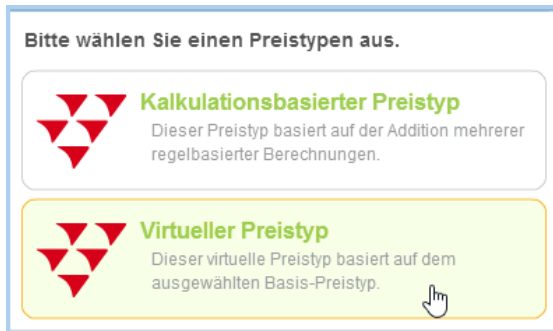 Bitte wählen Sie einen Preistypen aus.
Kalkulationsbasierter Preistyp
Dieser Preistyp basiert auf der Addition mehrerer
regelbasierter Berechnungen.
Virtueller Preistyp
Dieser virtuelle Preistyp basiert auf dem
ausgewählten Basis-Preistyp.